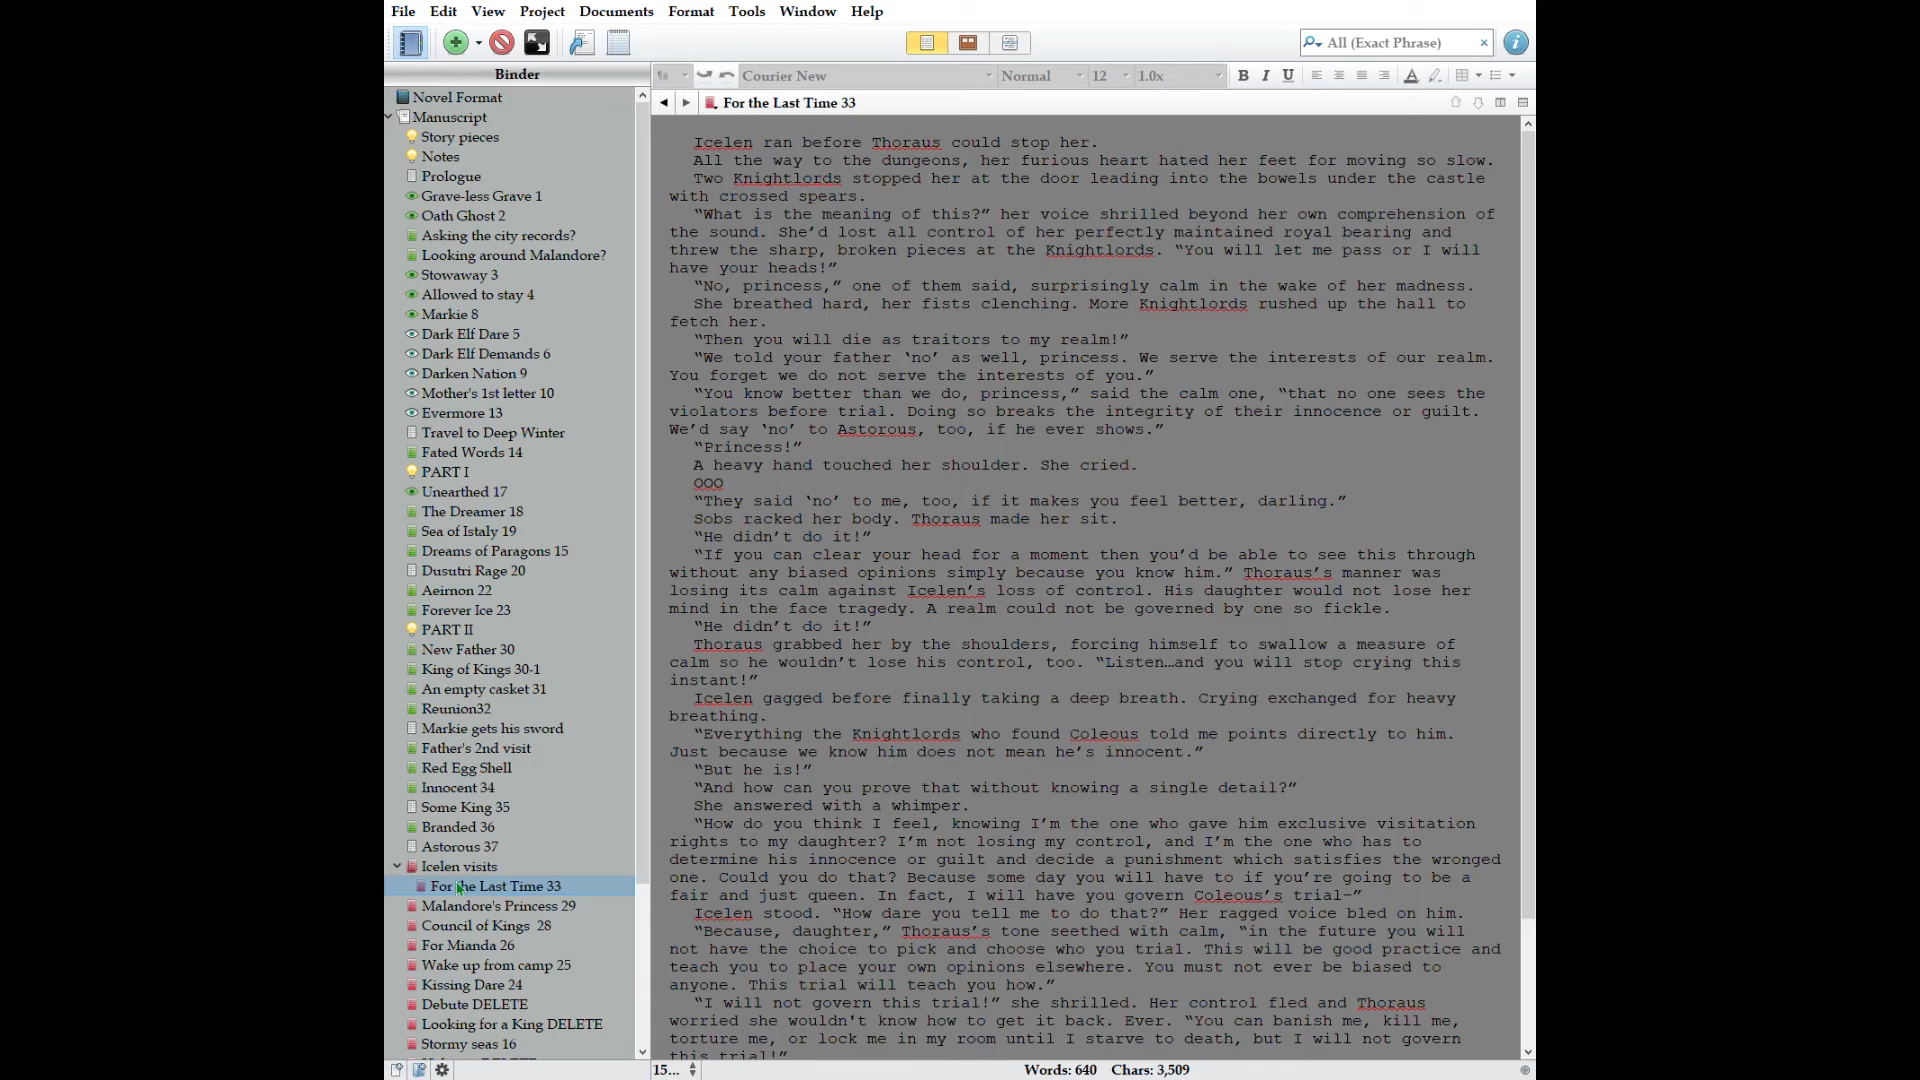 File Edit View Project Documents Format Tools Window Help
All (Exact Phrase)
Binder
Courier New Normal 12 1.0x B I U A
Novel Format
Manuscript
Story pieces
Notes
Prologue
Grave-less Grave 1
Oath Ghost 2
Asking the city records?
Looking around Malandore?
Stowaway 3
Allowed to stay 4
Markie 8
Dark Elf Dare 5
Dark Elf Demands 6
Darken Nation 9
Mother's 1st letter 10
Evermore 13
Travel to Deep Winter
Fated Words 14
PART I
Unearthed 17
The Dreamer 18
Sea of Istaly 19
Dreams of Paragons 15
Dusutri Rage 20
Aeirnon 22
Forever Ice 23
PART II
New Father 30
King of Kings 30-1
An empty casket 31
Reunion32
Markie gets his sword
Father's 2nd visit
Red Egg Shell
Innocent 34
Some King 35
Branded 36
Astorous 37
Icelen visits
For the Last Time 33
Malandore's Princess 29
Council of Kings 28
For Mianda 26
Wake up from camp 25
Kissing Dare 24
Debute DELETE
Looking for a King DELETE
Stormy seas 16
For the Last Time 33
Icelen ran before Thoraus could stop her.
All the way to the dungeons, her furious heart hated her feet for moving so slow.
Two Knightlords stopped her at the door leading into the bowels under the castle
with crossed spears.
“What is the meaning of this?” her voice shrilled beyond her own comprehension of
the sound. She’d lost all control of her perfectly maintained royal bearing and
threw the sharp, broken pieces at the Knightlords. “You will let me pass or I will
have your heads!”
“No, princess,” one of them said, surprisingly calm in the wake of her madness.
She breathed hard, her fists clenching. More Knightlords rushed up the hall to
fetch her.
“Then you will die as traitors to my realm!”
“We told your father ‘no’ as well, princess. We serve the interests of our realm.
You forget we do not serve the interests of you.”
“You know better than we do, princess,” said the calm one, “that no one sees the
violators before trial. Doing so breaks the integrity of their innocence or guilt.
We’d say ‘no’ to Astorous, too, if he ever shows.”
“Princess!”
A heavy hand touched her shoulder. She cried.
OOO
“They said ‘no’ to me, too, if it makes you feel better, darling.”
Sobs racked her body. Thoraus made her sit.
“He didn’t do it!”
“If you can clear your head for a moment then you’d be able to see this through
without any biased opinions simply because you know him.” Thoraus’s manner was
losing its calm against Icelen’s loss of control. His daughter would not lose her
mind in the face tragedy. A realm could not be governed by one so fickle.
“He didn’t do it!”
Thoraus grabbed her by the shoulders, forcing himself to swallow a measure of
calm so he wouldn’t lose his control, too. “Listen…and you will stop crying this
instant!”
Icelen gagged before finally taking a deep breath. Crying exchanged for heavy
breathing.
“Everything the Knightlords who found Coleous told me points directly to him.
Just because we know him does not mean he’s innocent.”
“But he is!”
“And how can you prove that without knowing a single detail?”
She answered with a whimper.
“How do you think I feel, knowing I’m the one who gave him exclusive visitation
rights to my daughter? I’m not losing my control, and I’m the one who has to
determine his innocence or guilt and decide a punishment which satisfies the wronged
one. Could you do that? Because some day you will have to if you’re going to be a
fair and just queen. In fact, I will have you govern Coleous’s trial—”
Icelen stood. “How dare you tell me to do that?” Her ragged voice bled on him.
“Because, daughter,” Thoraus’s tone seethed with calm, “in the future you will
not have the choice to pick and choose who you trial. This will be good practice and
teach you to place your own opinions elsewhere. You must not ever be biased to
anyone. This trial will teach you how.”
“I will not govern this trial!” she shrilled. Her control fled and Thoraus
worried she wouldn't know how to get it back. Ever. “You can banish me, kill me,
torture me, or lock me in my room until I starve to death, but I will not govern
this trial!”
15... Words: 640 Chars: 3,509